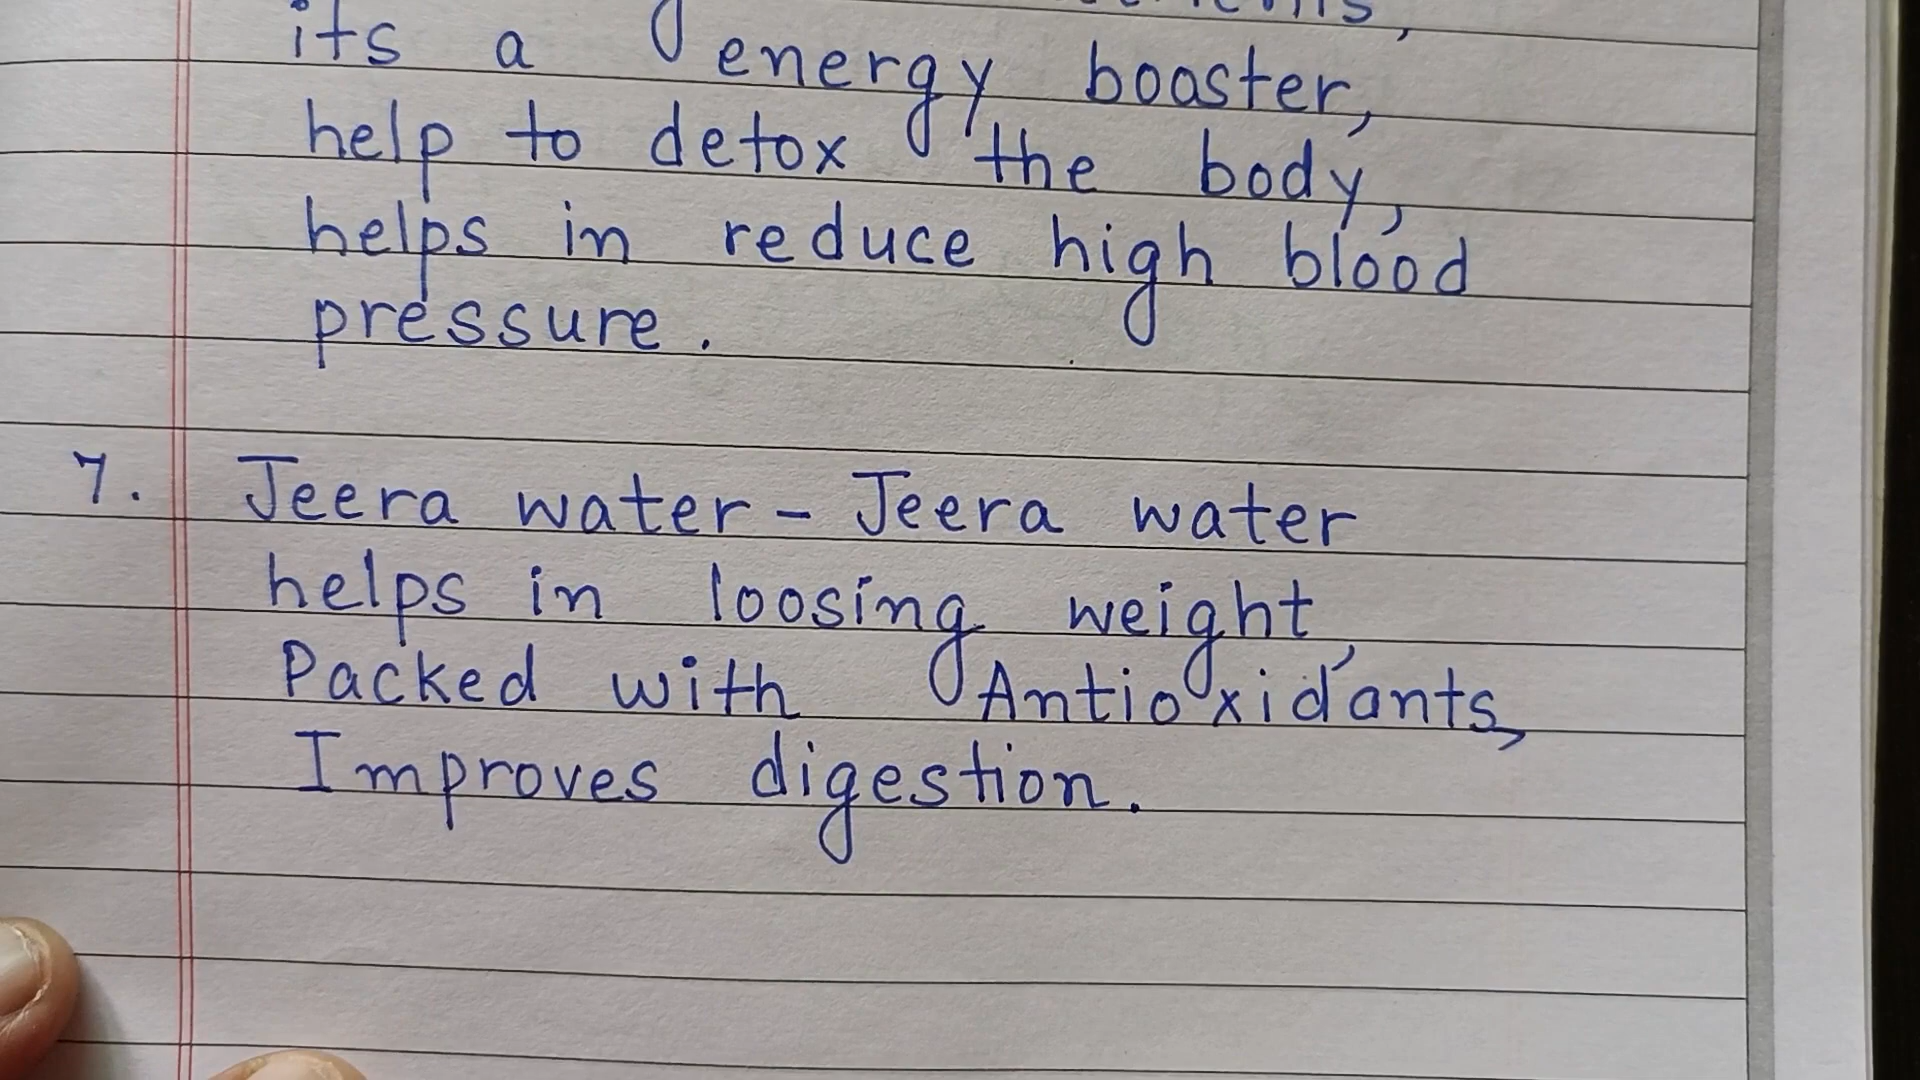 its a energy booster,
help to detox the body,
helps in reduce high blood
pressure.
7. Jeera water - Jeera water
helps in loosing weight,
Packed with Antioxidants,
Improves digestion.